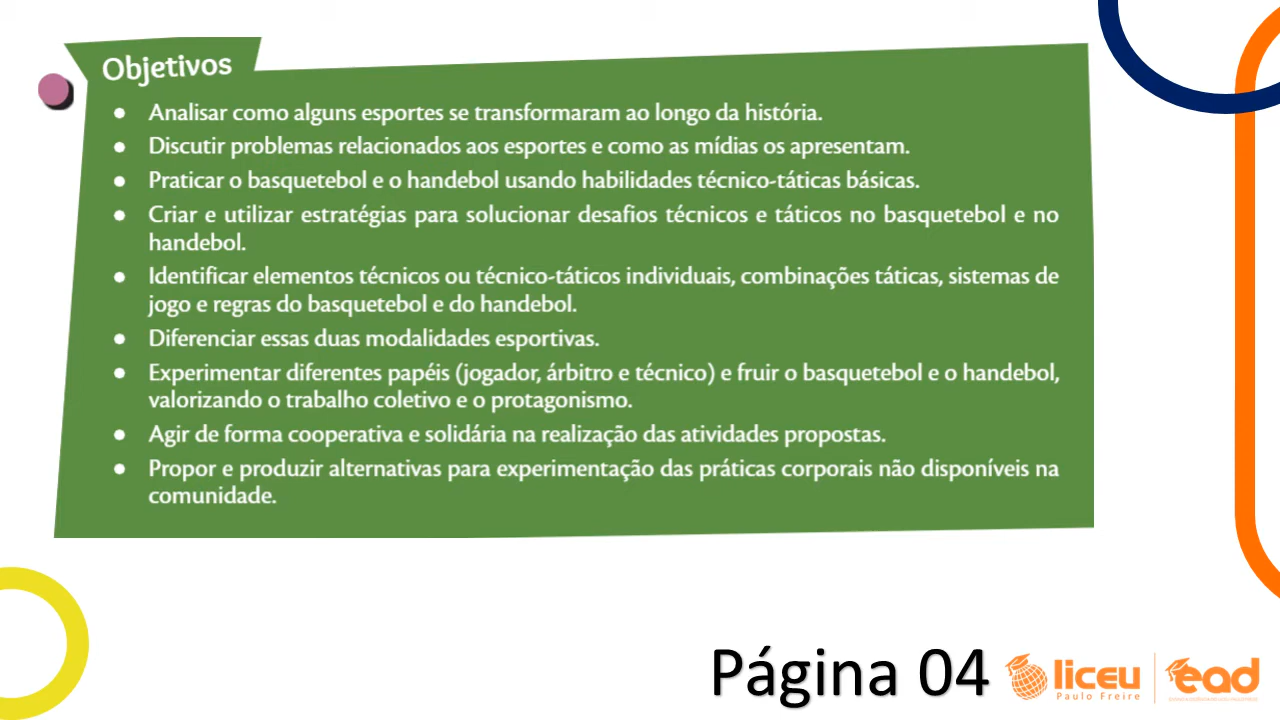 Objetivos
● Analisar como alguns esportes se transformaram ao longo da história.
● Discutir problemas relacionados aos esportes e como as mídias os apresentam.
● Praticar o basquetebol e o handebol usando habilidades técnico-táticas básicas.
● Criar e utilizar estratégias para solucionar desafios técnicos e táticos no basquetebol e no
handebol.
● Identificar elementos técnicos ou técnico-táticos individuais, combinações táticas, sistemas de
jogo e regras do basquetebol e do handebol.
● Diferenciar essas duas modalidades esportivas.
● Experimentar diferentes papéis (jogador, árbitro e técnico) e fruir o basquetebol e o handebol,
valorizando o trabalho coletivo e o protagonismo.
● Agir de forma cooperativa e solidária na realização das atividades propostas.
● Propor e produzir alternativas para experimentação das práticas corporais não disponíveis na
comunidade.
Página 04
liceu
Paulo Freire
ead